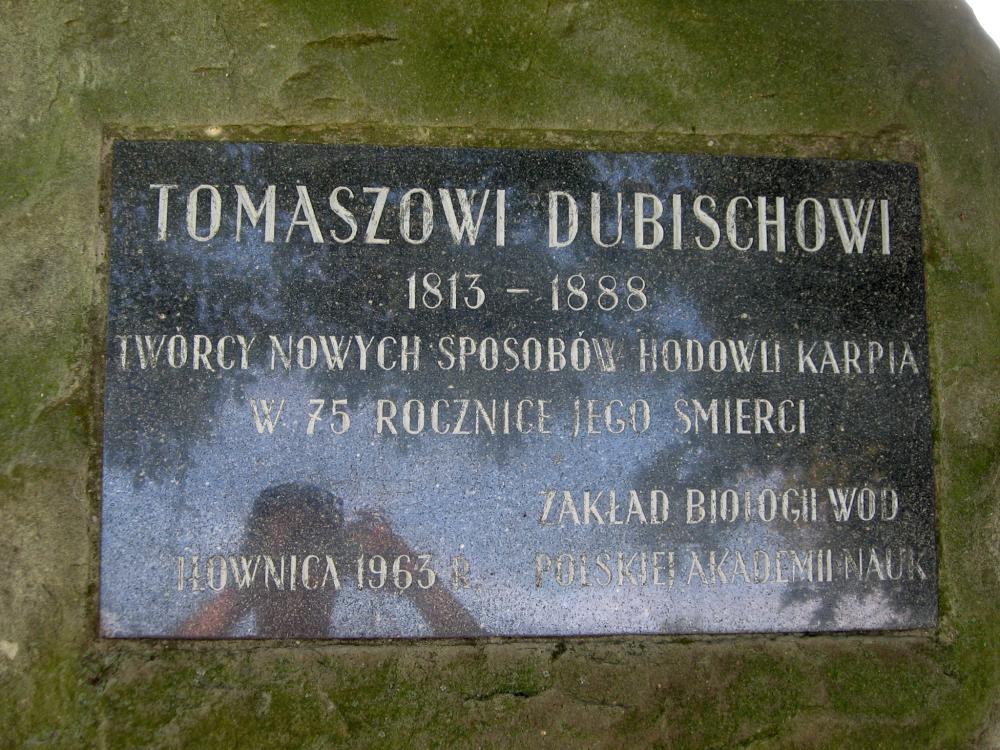 TOMASZOWI DUBISCHOWI
1813 – 1888
TWÓRCY NOWYCH SPOSOBÓW HODOWLI KARPIA
W 75 ROCZNICE JEGO ŚMIERCI
ZAKŁAD BIOLOGII WÓD
IŁOWNICA 1963 R. POLSKIEJ AKADEMII NAUK